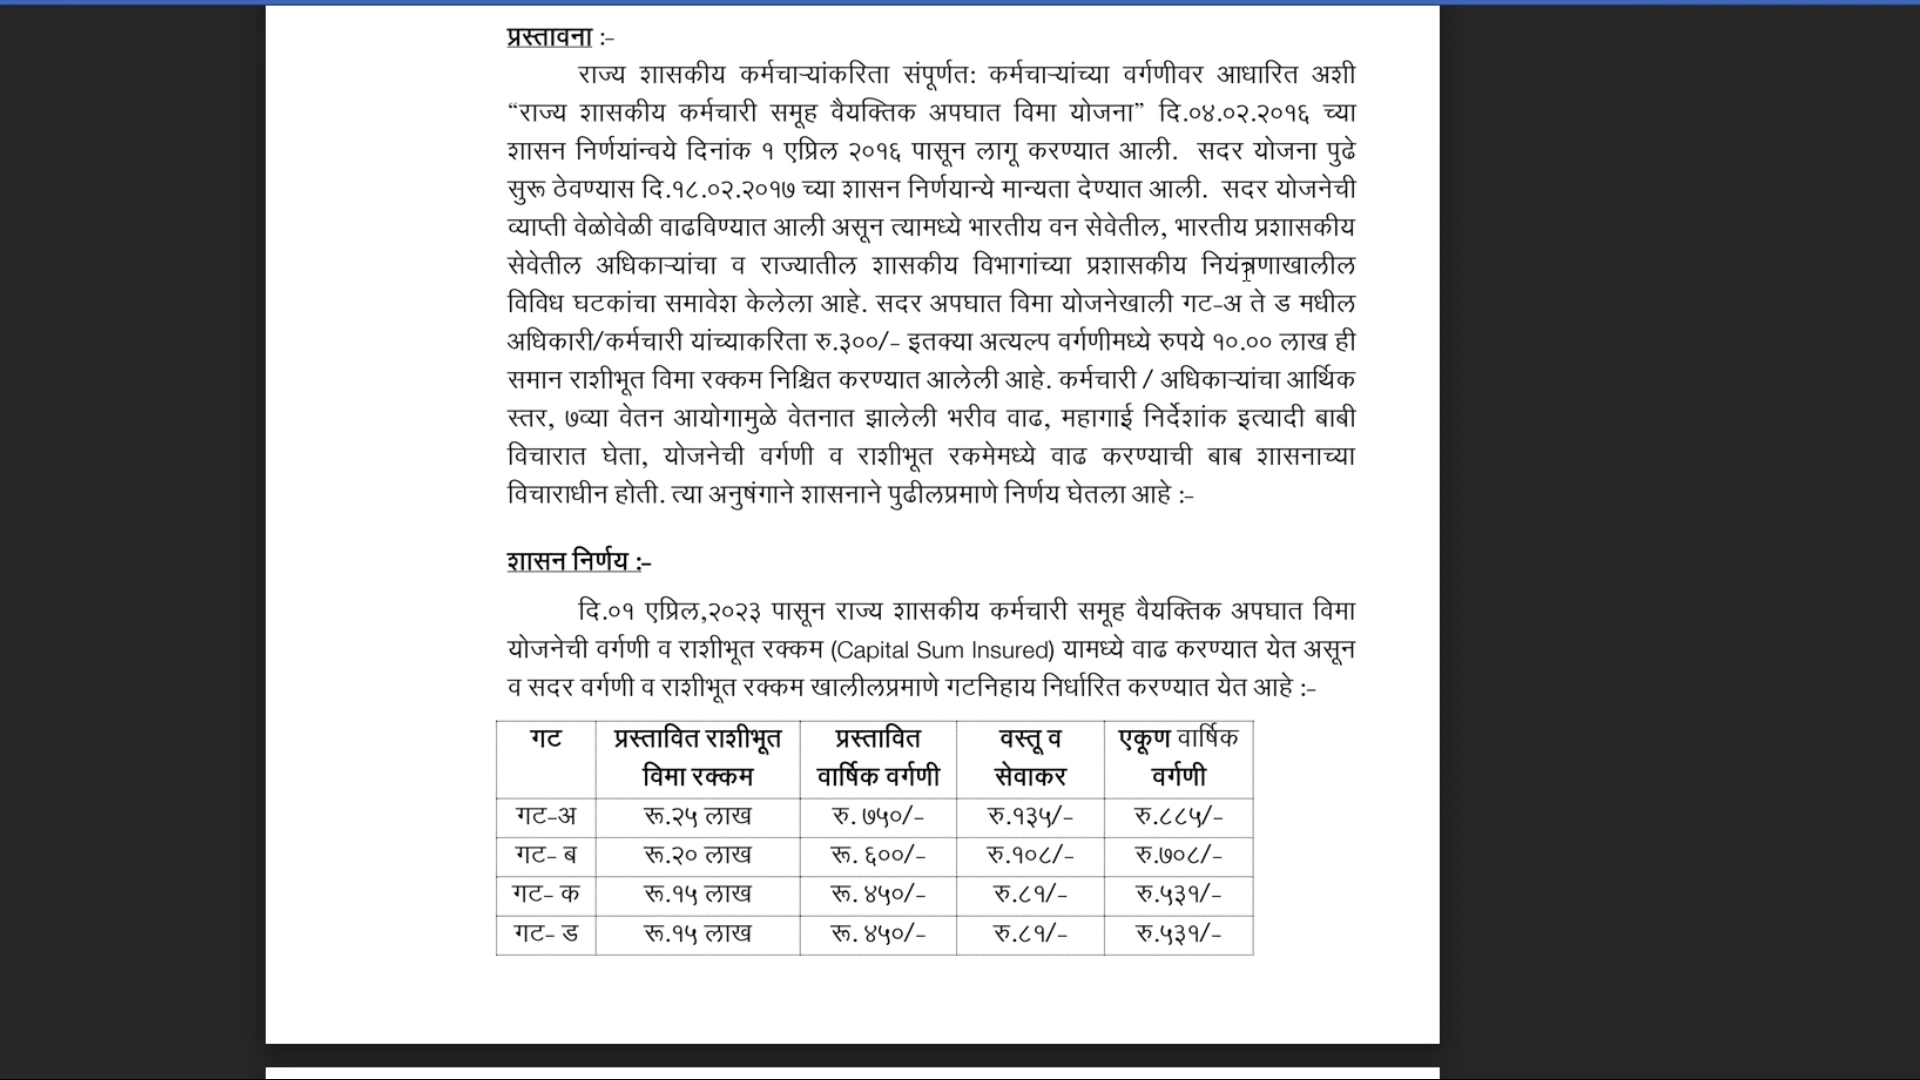 प्रस्तावना :-
राज्य शासकीय कर्मचाऱ्यांकरिता संपूर्णत: कर्मचाऱ्यांच्या वर्गणीवर आधारित अशी
“राज्य शासकीय कर्मचारी समूह वैयक्तिक अपघात विमा योजना” दि.०४.०२.२०१६ च्या
शासन निर्णयांन्वये दिनांक १ एप्रिल २०१६ पासून लागू करण्यात आली. सदर योजना पुढे
सुरू ठेवण्यास दि.१८.०२.२०१७ च्या शासन निर्णयान्ये मान्यता देण्यात आली. सदर योजनेची
व्याप्ती वेळोवेळी वाढविण्यात आली असून त्यामध्ये भारतीय वन सेवेतील, भारतीय प्रशासकीय
सेवेतील अधिकाऱ्यांचा व राज्यातील शासकीय विभागांच्या प्रशासकीय नियंत्रणाखालील
विविध घटकांचा समावेश केलेला आहे. सदर अपघात विमा योजनेखाली गट-अ ते ड मधील
अधिकारी/कर्मचारी यांच्याकरिता रु.३००/- इतक्या अत्यल्प वर्गणीमध्ये रुपये १०.०० लाख ही
समान राशीभूत विमा रक्कम निश्चित करण्यात आलेली आहे. कर्मचारी / अधिकाऱ्यांचा आर्थिक
स्तर, ७व्या वेतन आयोगामुळे वेतनात झालेली भरीव वाढ, महागाई निर्देशांक इत्यादी बाबी
विचारात घेता, योजनेची वर्गणी व राशीभूत रकमेमध्ये वाढ करण्याची बाब शासनाच्या
विचाराधीन होती. त्या अनुषंगाने शासनाने पुढीलप्रमाणे निर्णय घेतला आहे :-
शासन निर्णय :-
दि.०१ एप्रिल,२०२३ पासून राज्य शासकीय कर्मचारी समूह वैयक्तिक अपघात विमा
योजनेची वर्गणी व राशीभूत रक्कम (Capital Sum Insured) यामध्ये वाढ करण्यात येत असून
व सदर वर्गणी व राशीभूत रक्कम खालीलप्रमाणे गटनिहाय निर्धारित करण्यात येत आहे :-
गट प्रस्तावित राशीभूत प्रस्तावित वस्तू व एकूण वार्षिक
विमा रक्कम वार्षिक वर्गणी सेवाकर वर्गणी
गट-अ रू.२५ लाख रु. ७५०/- रु.१३५/- रु.८८५/-
गट- ब रू.२० लाख रू. ६००/- रु.१०८/- रु.७०८/-
गट- क रू.१५ लाख रू. ४५०/- रु.८१/- रु.५३१/-
गट- ड रू.१५ लाख रू. ४५०/- रु.८१/- रु.५३१/-